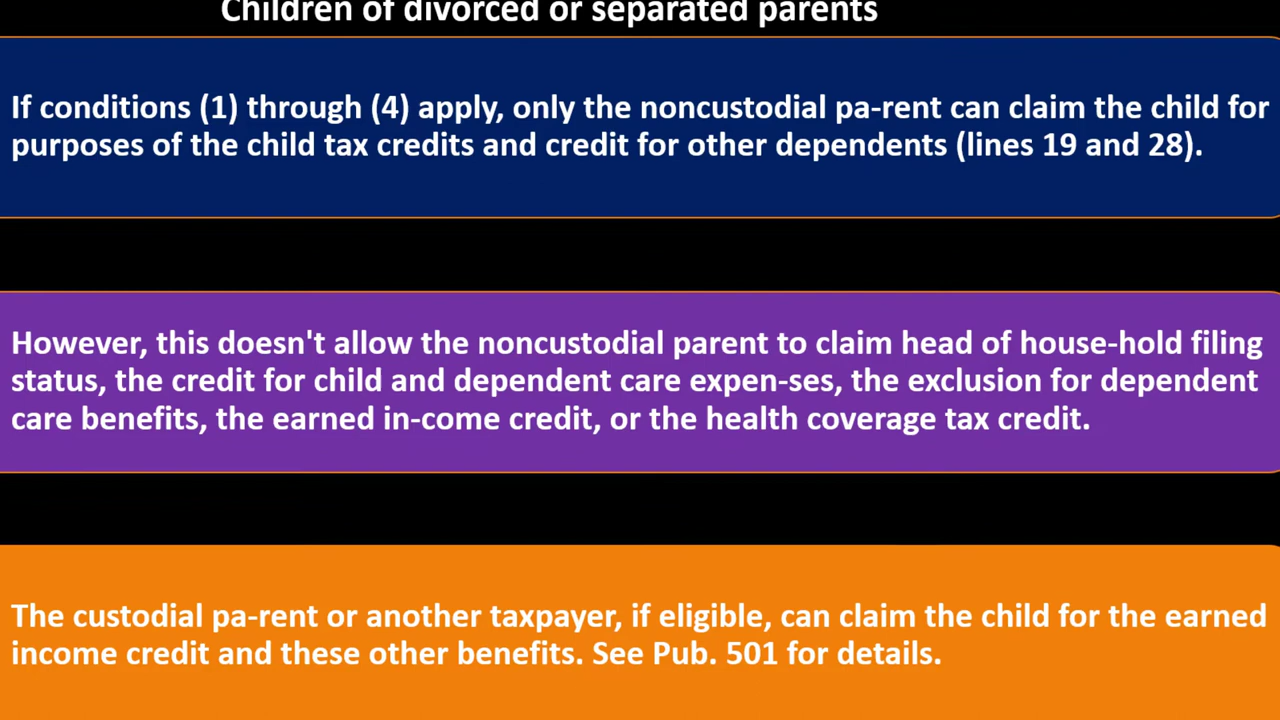 Children of divorced or separated parents
If conditions (1) through (4) apply, only the noncustodial pa-rent can claim the child for
purposes of the child tax credits and credit for other dependents (lines 19 and 28).
However, this doesn't allow the noncustodial parent to claim head of house-hold filing
status, the credit for child and dependent care expen-ses, the exclusion for dependent
care benefits, the earned in-come credit, or the health coverage tax credit.
The custodial pa-rent or another taxpayer, if eligible, can claim the child for the earned
income credit and these other benefits. See Pub. 501 for details.